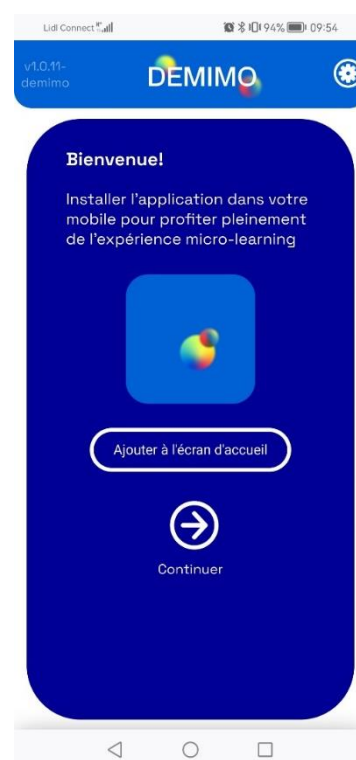 Lidl Connect 94% 09:54
v1.0.11-
demimo
DEMIMO
Bienvenue!
Installer l'application dans votre
mobile pour profiter pleinement
de l'expérience micro-learning
Ajouter à l'écran d'accueil
Continuer